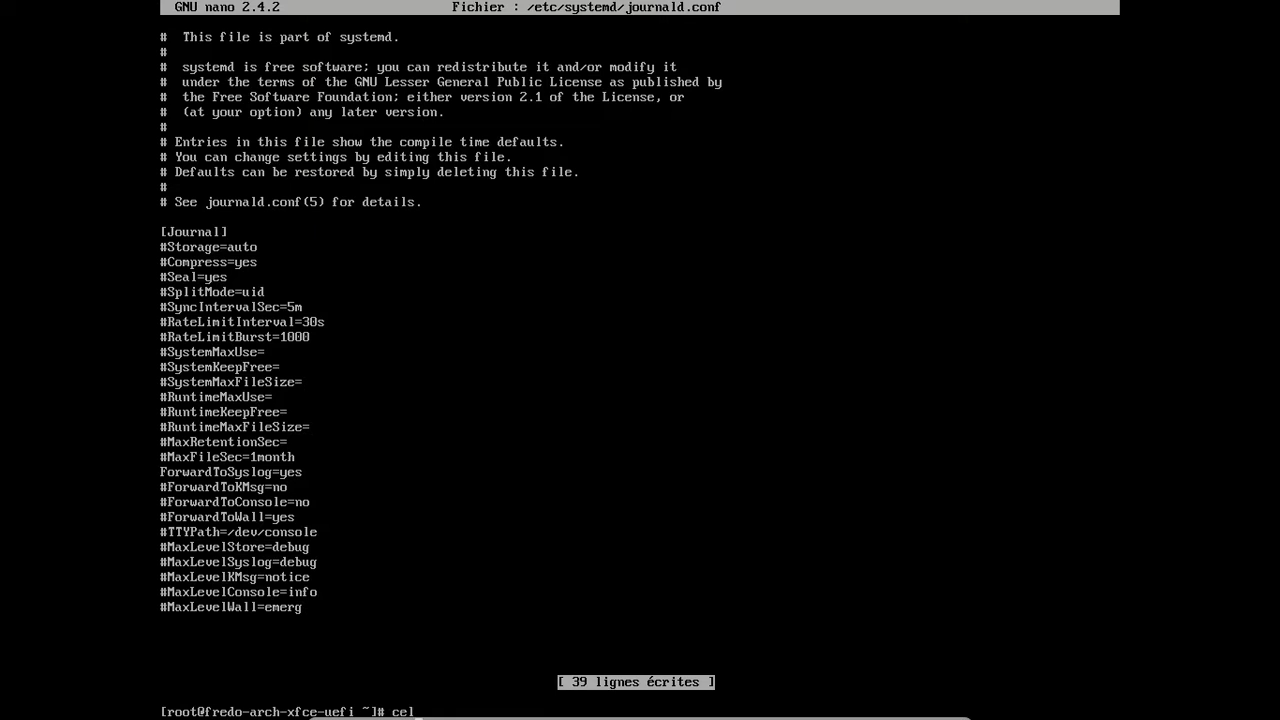 GNU nano 2.4.2 Fichier : /etc/systemd/journald.conf
#  This file is part of systemd.
#
#  systemd is free software; you can redistribute it and/or modify it
#  under the terms of the GNU Lesser General Public License as published by
#  the Free Software Foundation; either version 2.1 of the License, or
#  (at your option) any later version.
#
# Entries in this file show the compile time defaults.
# You can change settings by editing this file.
# Defaults can be restored by simply deleting this file.
#
# See journald.conf(5) for details.
[Journal]
#Storage=auto
#Compress=yes
#Seal=yes
#SplitMode=uid
#SyncIntervalSec=5m
#RateLimitInterval=30s
#RateLimitBurst=1000
#SystemMaxUse=
#SystemKeepFree=
#SystemMaxFileSize=
#RuntimeMaxUse=
#RuntimeKeepFree=
#RuntimeMaxFileSize=
#MaxRetentionSec=
#MaxFileSec=1month
ForwardToSyslog=yes
#ForwardToKMsg=no
#ForwardToConsole=no
#ForwardToWall=yes
#TTYPath=/dev/console
#MaxLevelStore=debug
#MaxLevelSyslog=debug
#MaxLevelKMsg=notice
#MaxLevelConsole=info
#MaxLevelWall=emerg
[ 39 lignes écrites ]
[root@fredo-arch-xfce-uefi ~]# cel